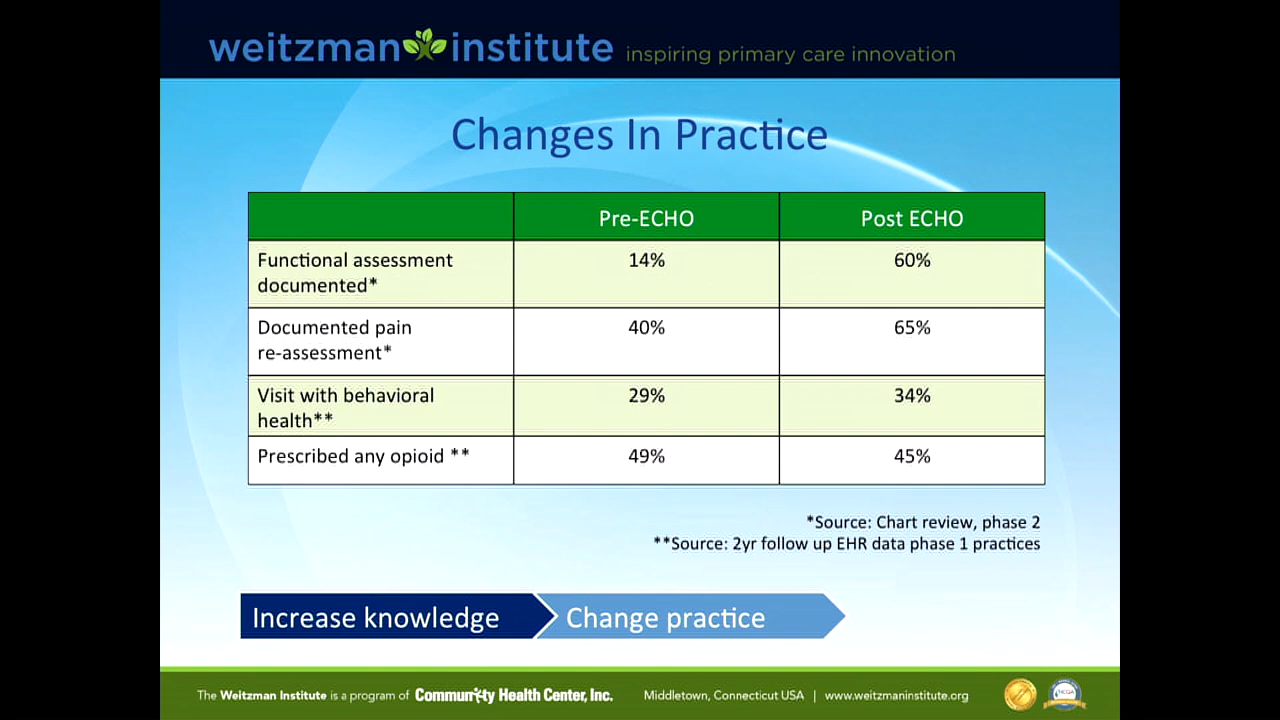 weitzman institute inspiring primary care innovation
Changes In Practice
Pre-ECHO Post ECHO
Functional assessment 14% 60%
documented*
Documented pain 40% 65%
re-assessment*
Visit with behavioral 29% 34%
health**
Prescribed any opioid ** 49% 45%
*Source: Chart review, phase 2
**Source: 2yr follow up EHR data phase 1 practices
Increase knowledge Change practice
The Weitzman Institute is a program of Community Health Center, Inc. Middletown, Connecticut USA | www.weitzmaninstitute.org
NCQA